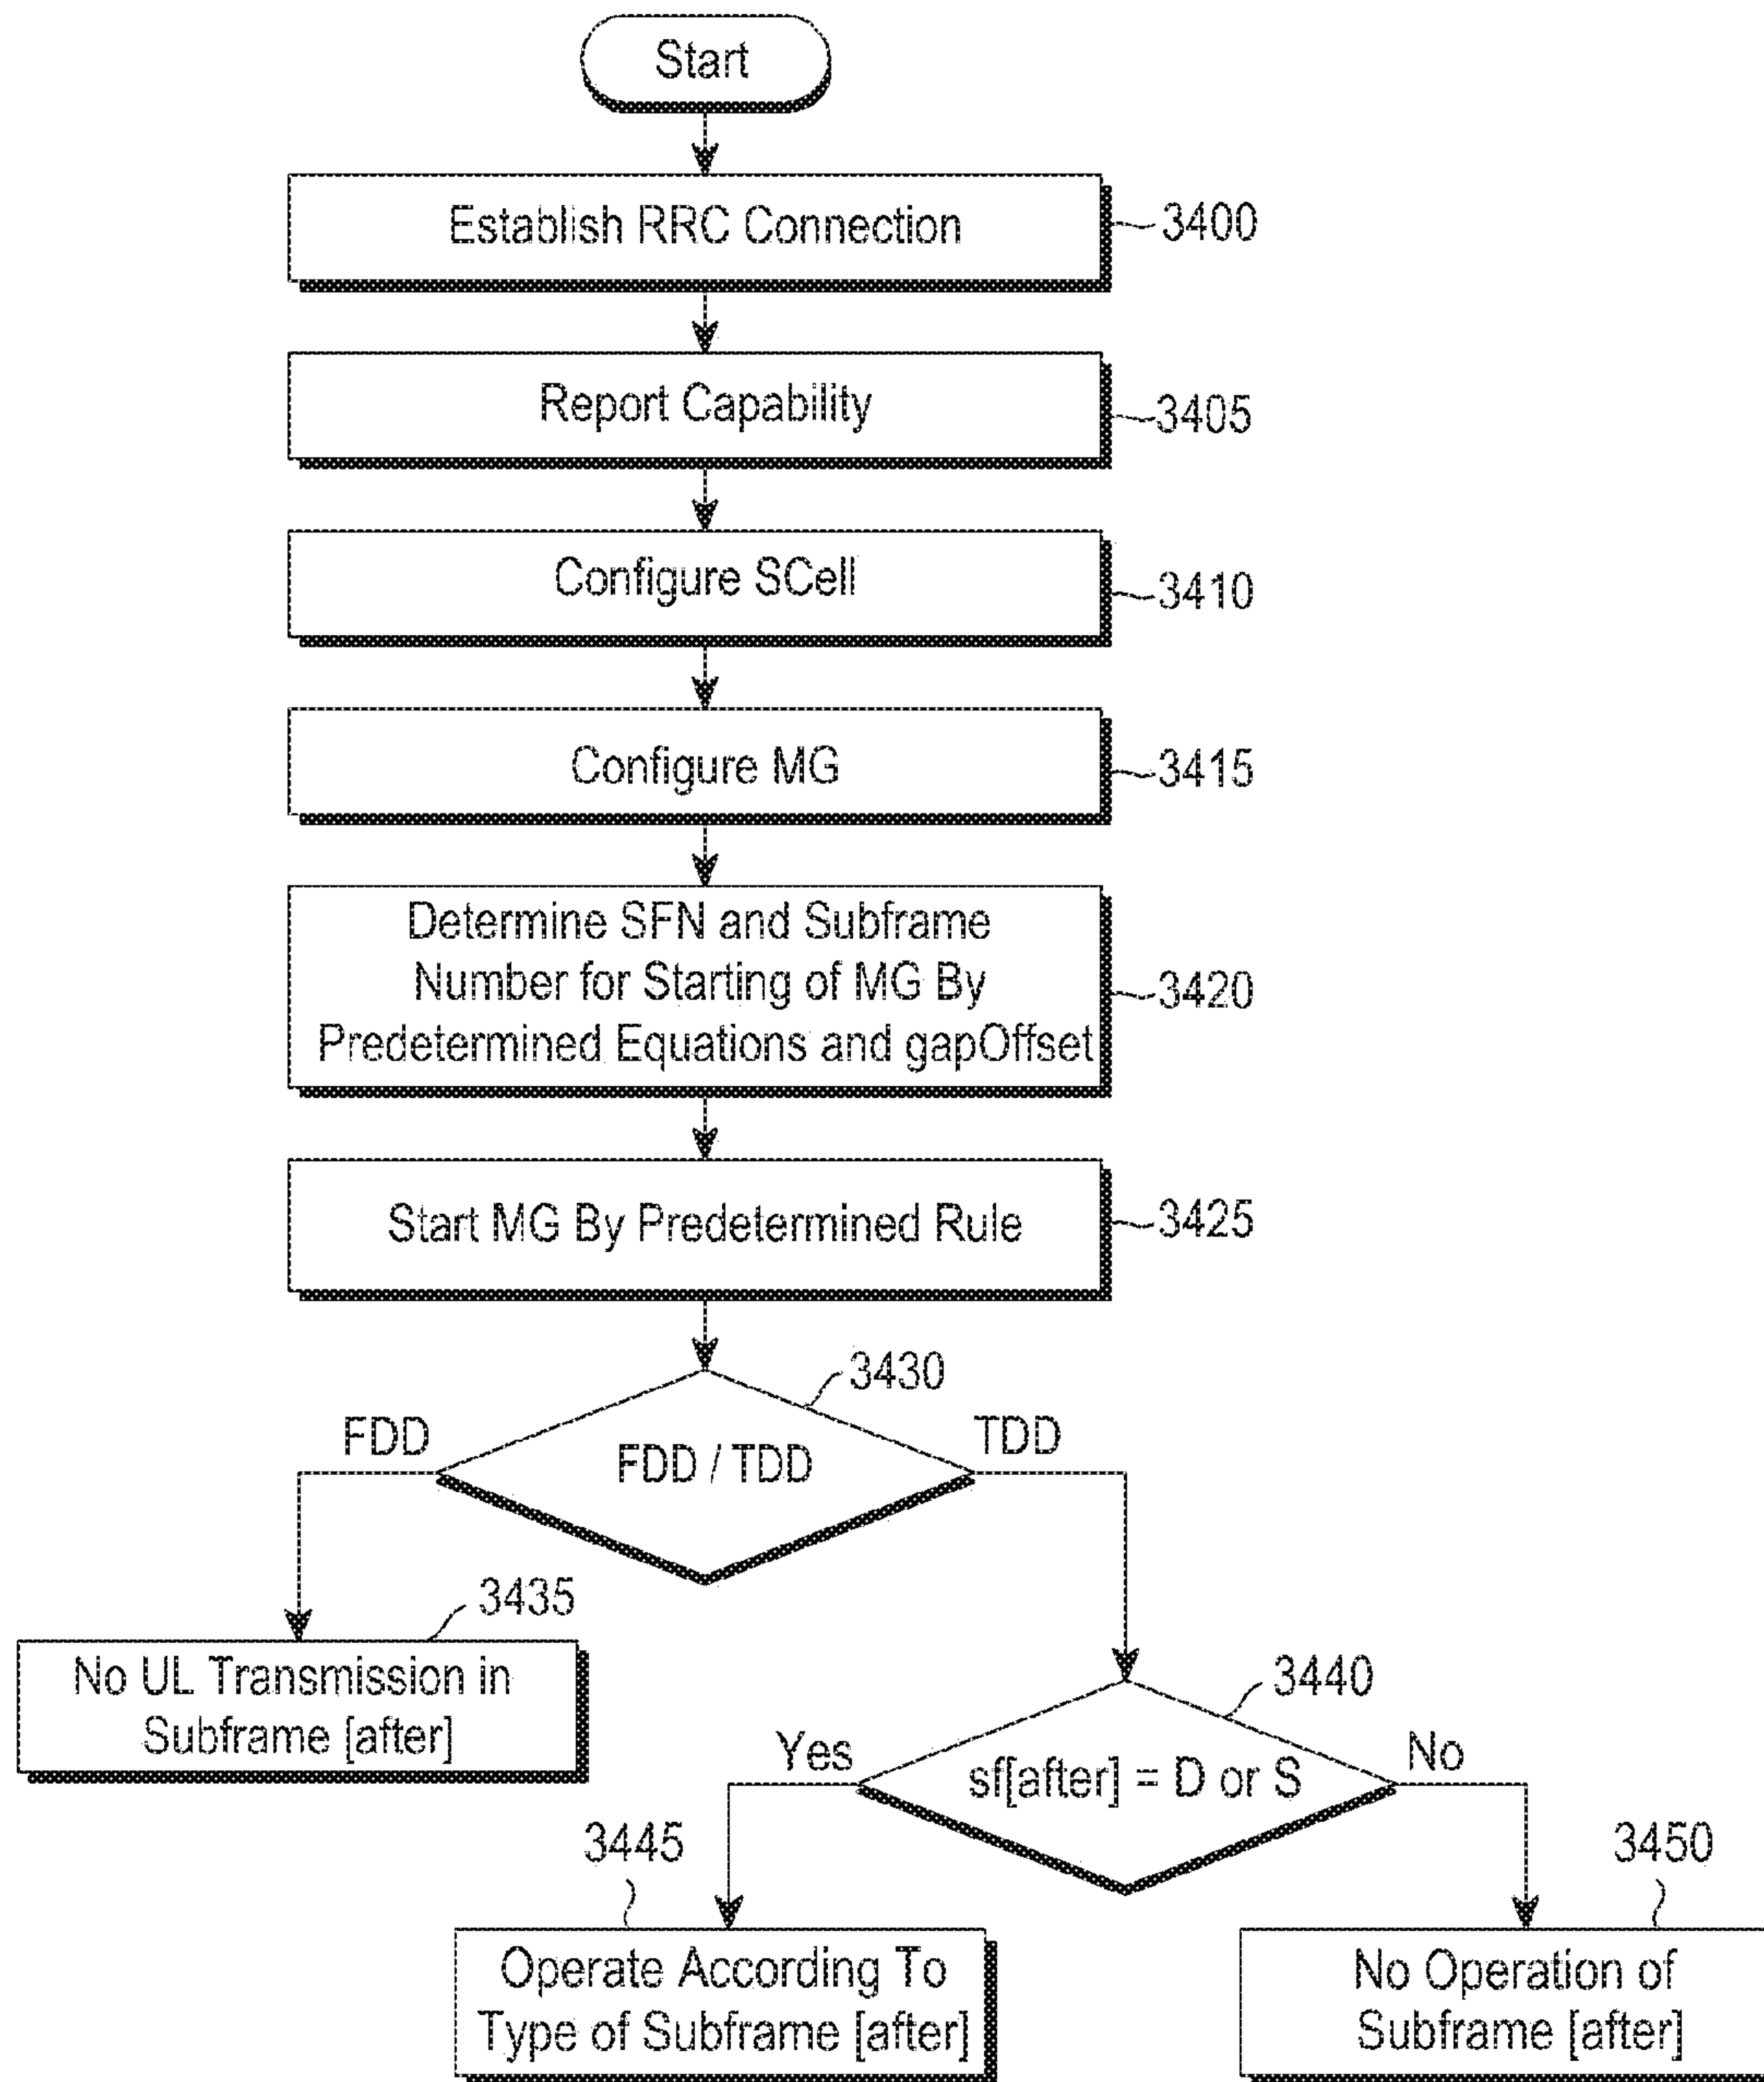 Start
Establish RRC Connection
3400
Report Capability
3405
Configure SCell
3410
Configure MG
3415
Determine SFN and Subframe
Number for Starting of MG By
Predetermined Equations and gapOffset
3420
Start MG By Predetermined Rule
3425
3430
FDD
FDD / TDD
TDD
3435
No UL Transmission in
Subframe [after]
3440
Yes
sf[after] = D or S
No
3445
Operate According To
Type of Subframe [after]
3450
No Operation of
Subframe [after]